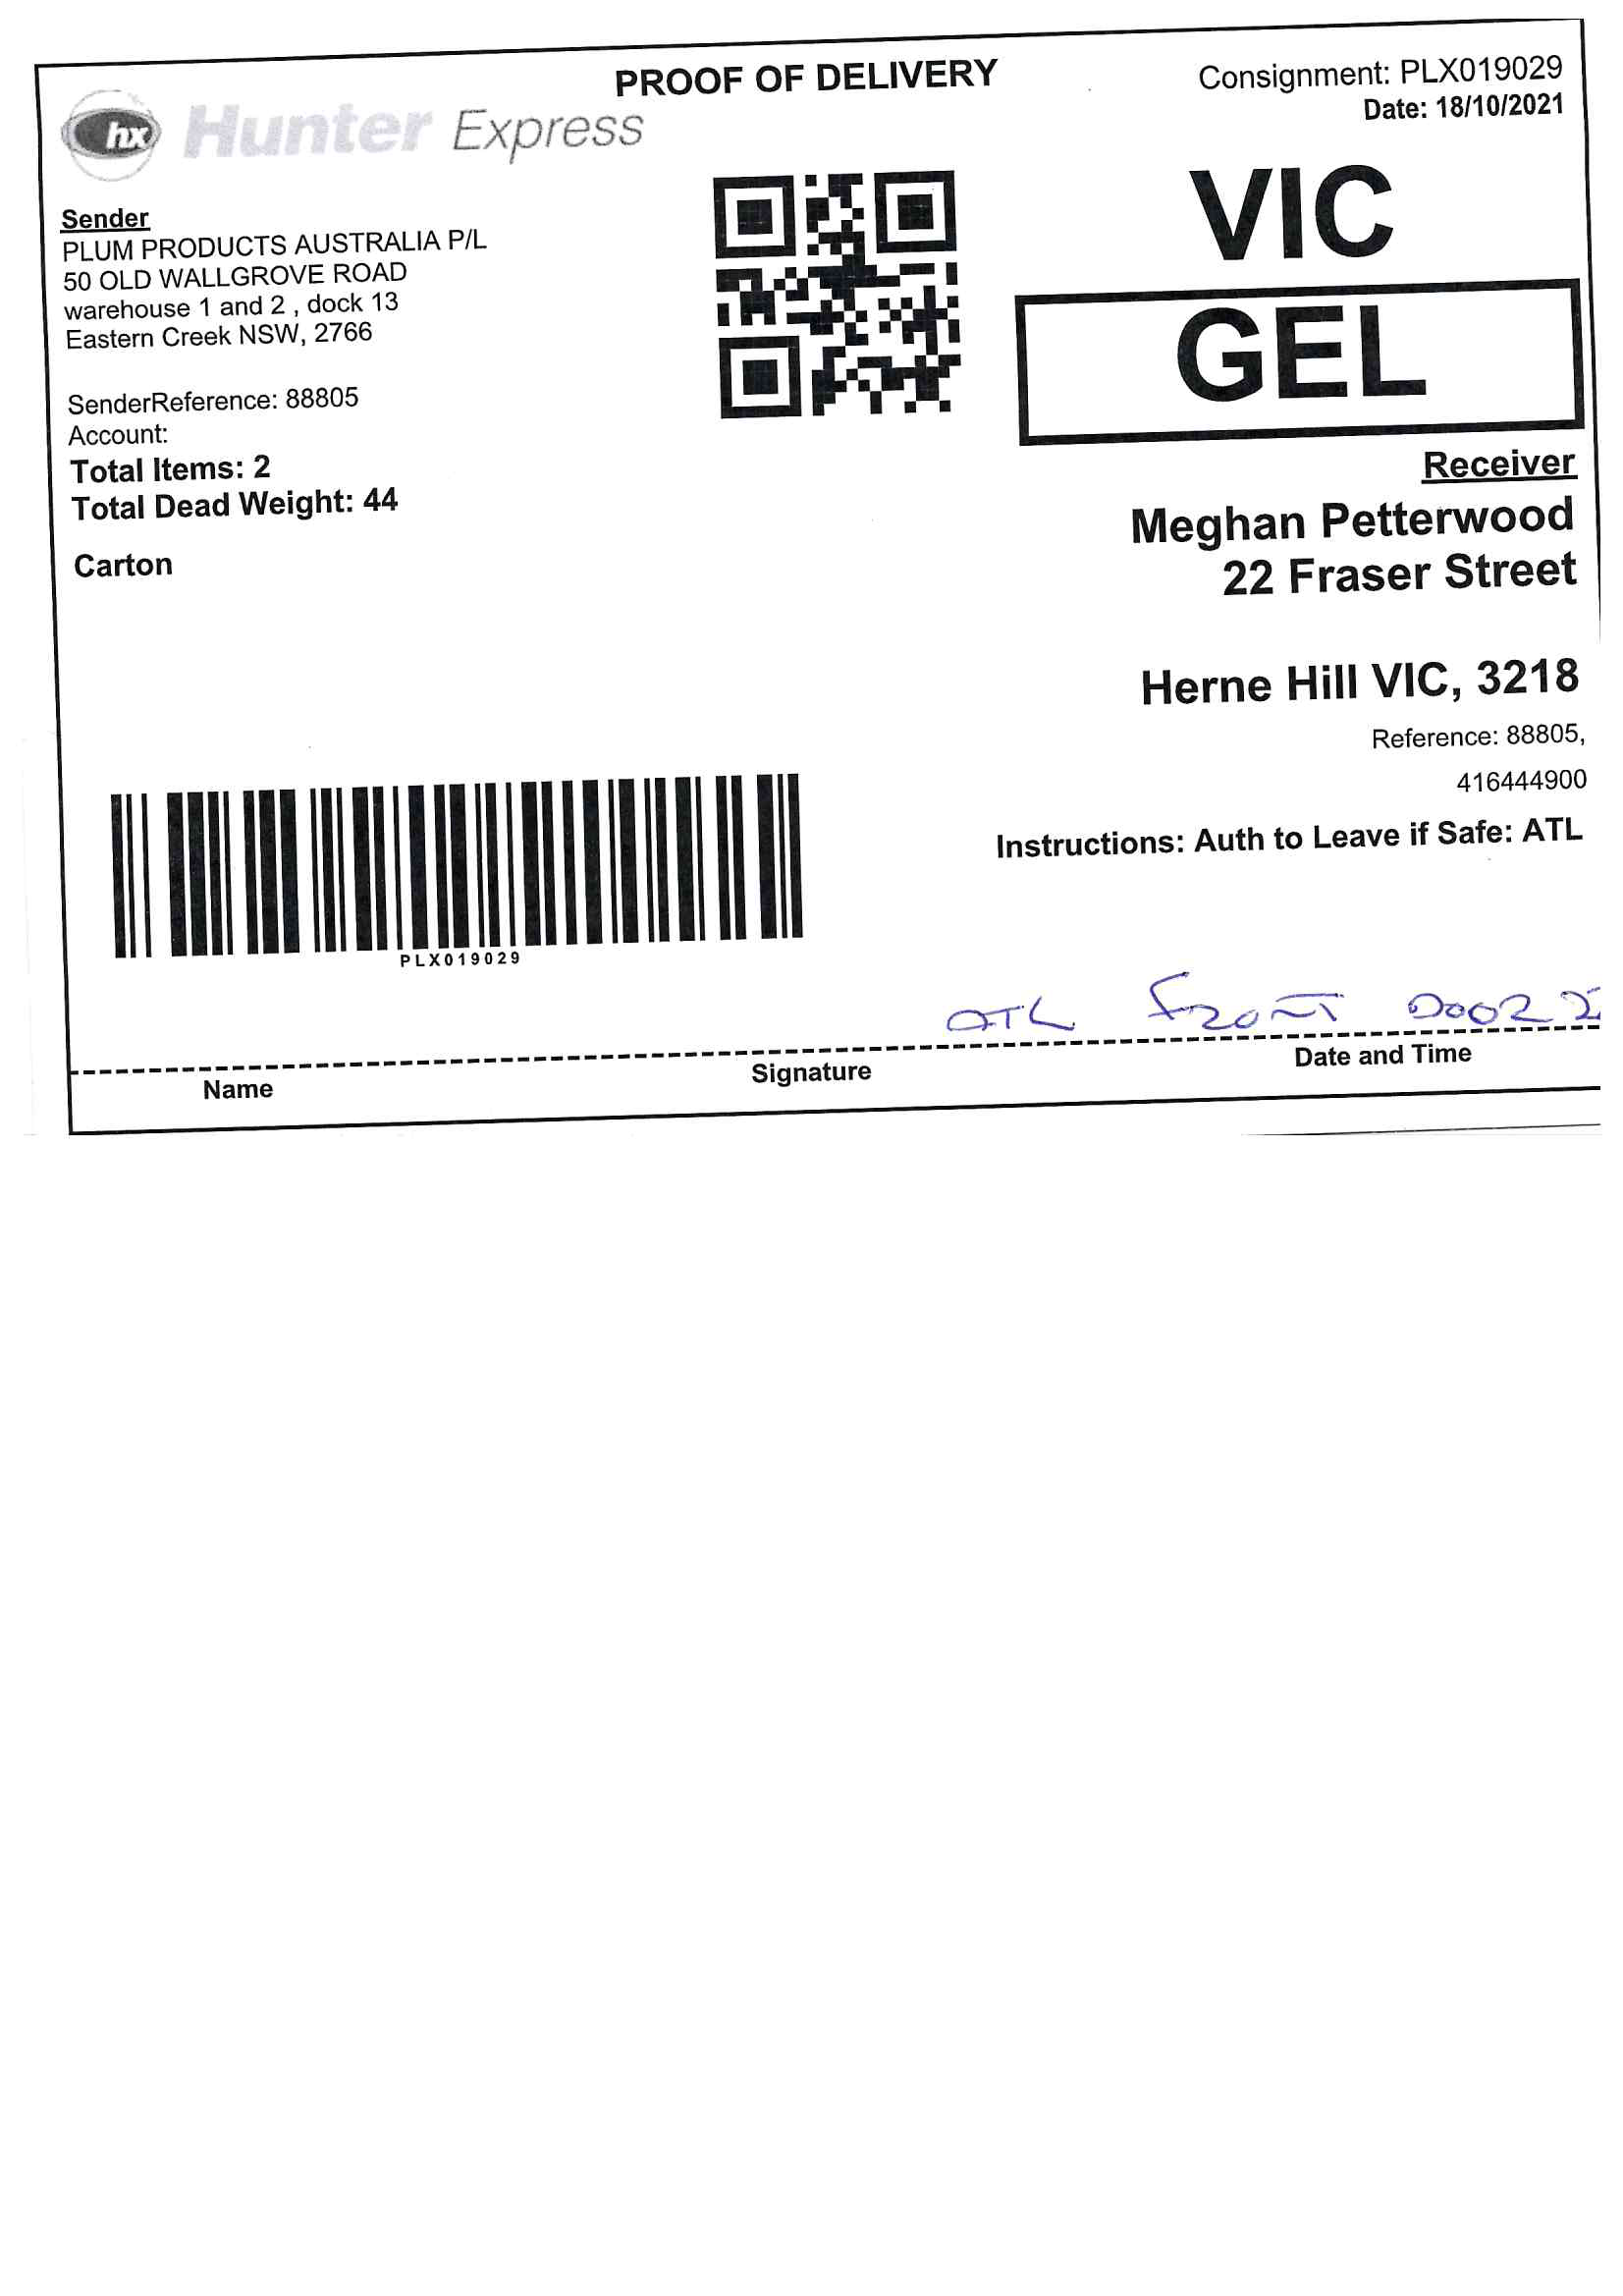 PROOF OF DELIVERY
Consignment: PLX019029
Date: 18/10/2021
hx Hunter Express
Sender
PLUM PRODUCTS AUSTRALIA P/L
50 OLD WALLGROVE ROAD
warehouse 1 and 2 , dock 13
Eastern Creek NSW, 2766
SenderReference: 88805
Account:
Total Items: 2
Total Dead Weight: 44
Carton
VIC
GEL
Receiver
Meghan Petterwood
22 Fraser Street
Herne Hill VIC, 3218
Reference: 88805,
416444900
Instructions: Auth to Leave if Safe: ATL
PLX019029
ATL FRONT DOOR
Name
Signature
Date and Time